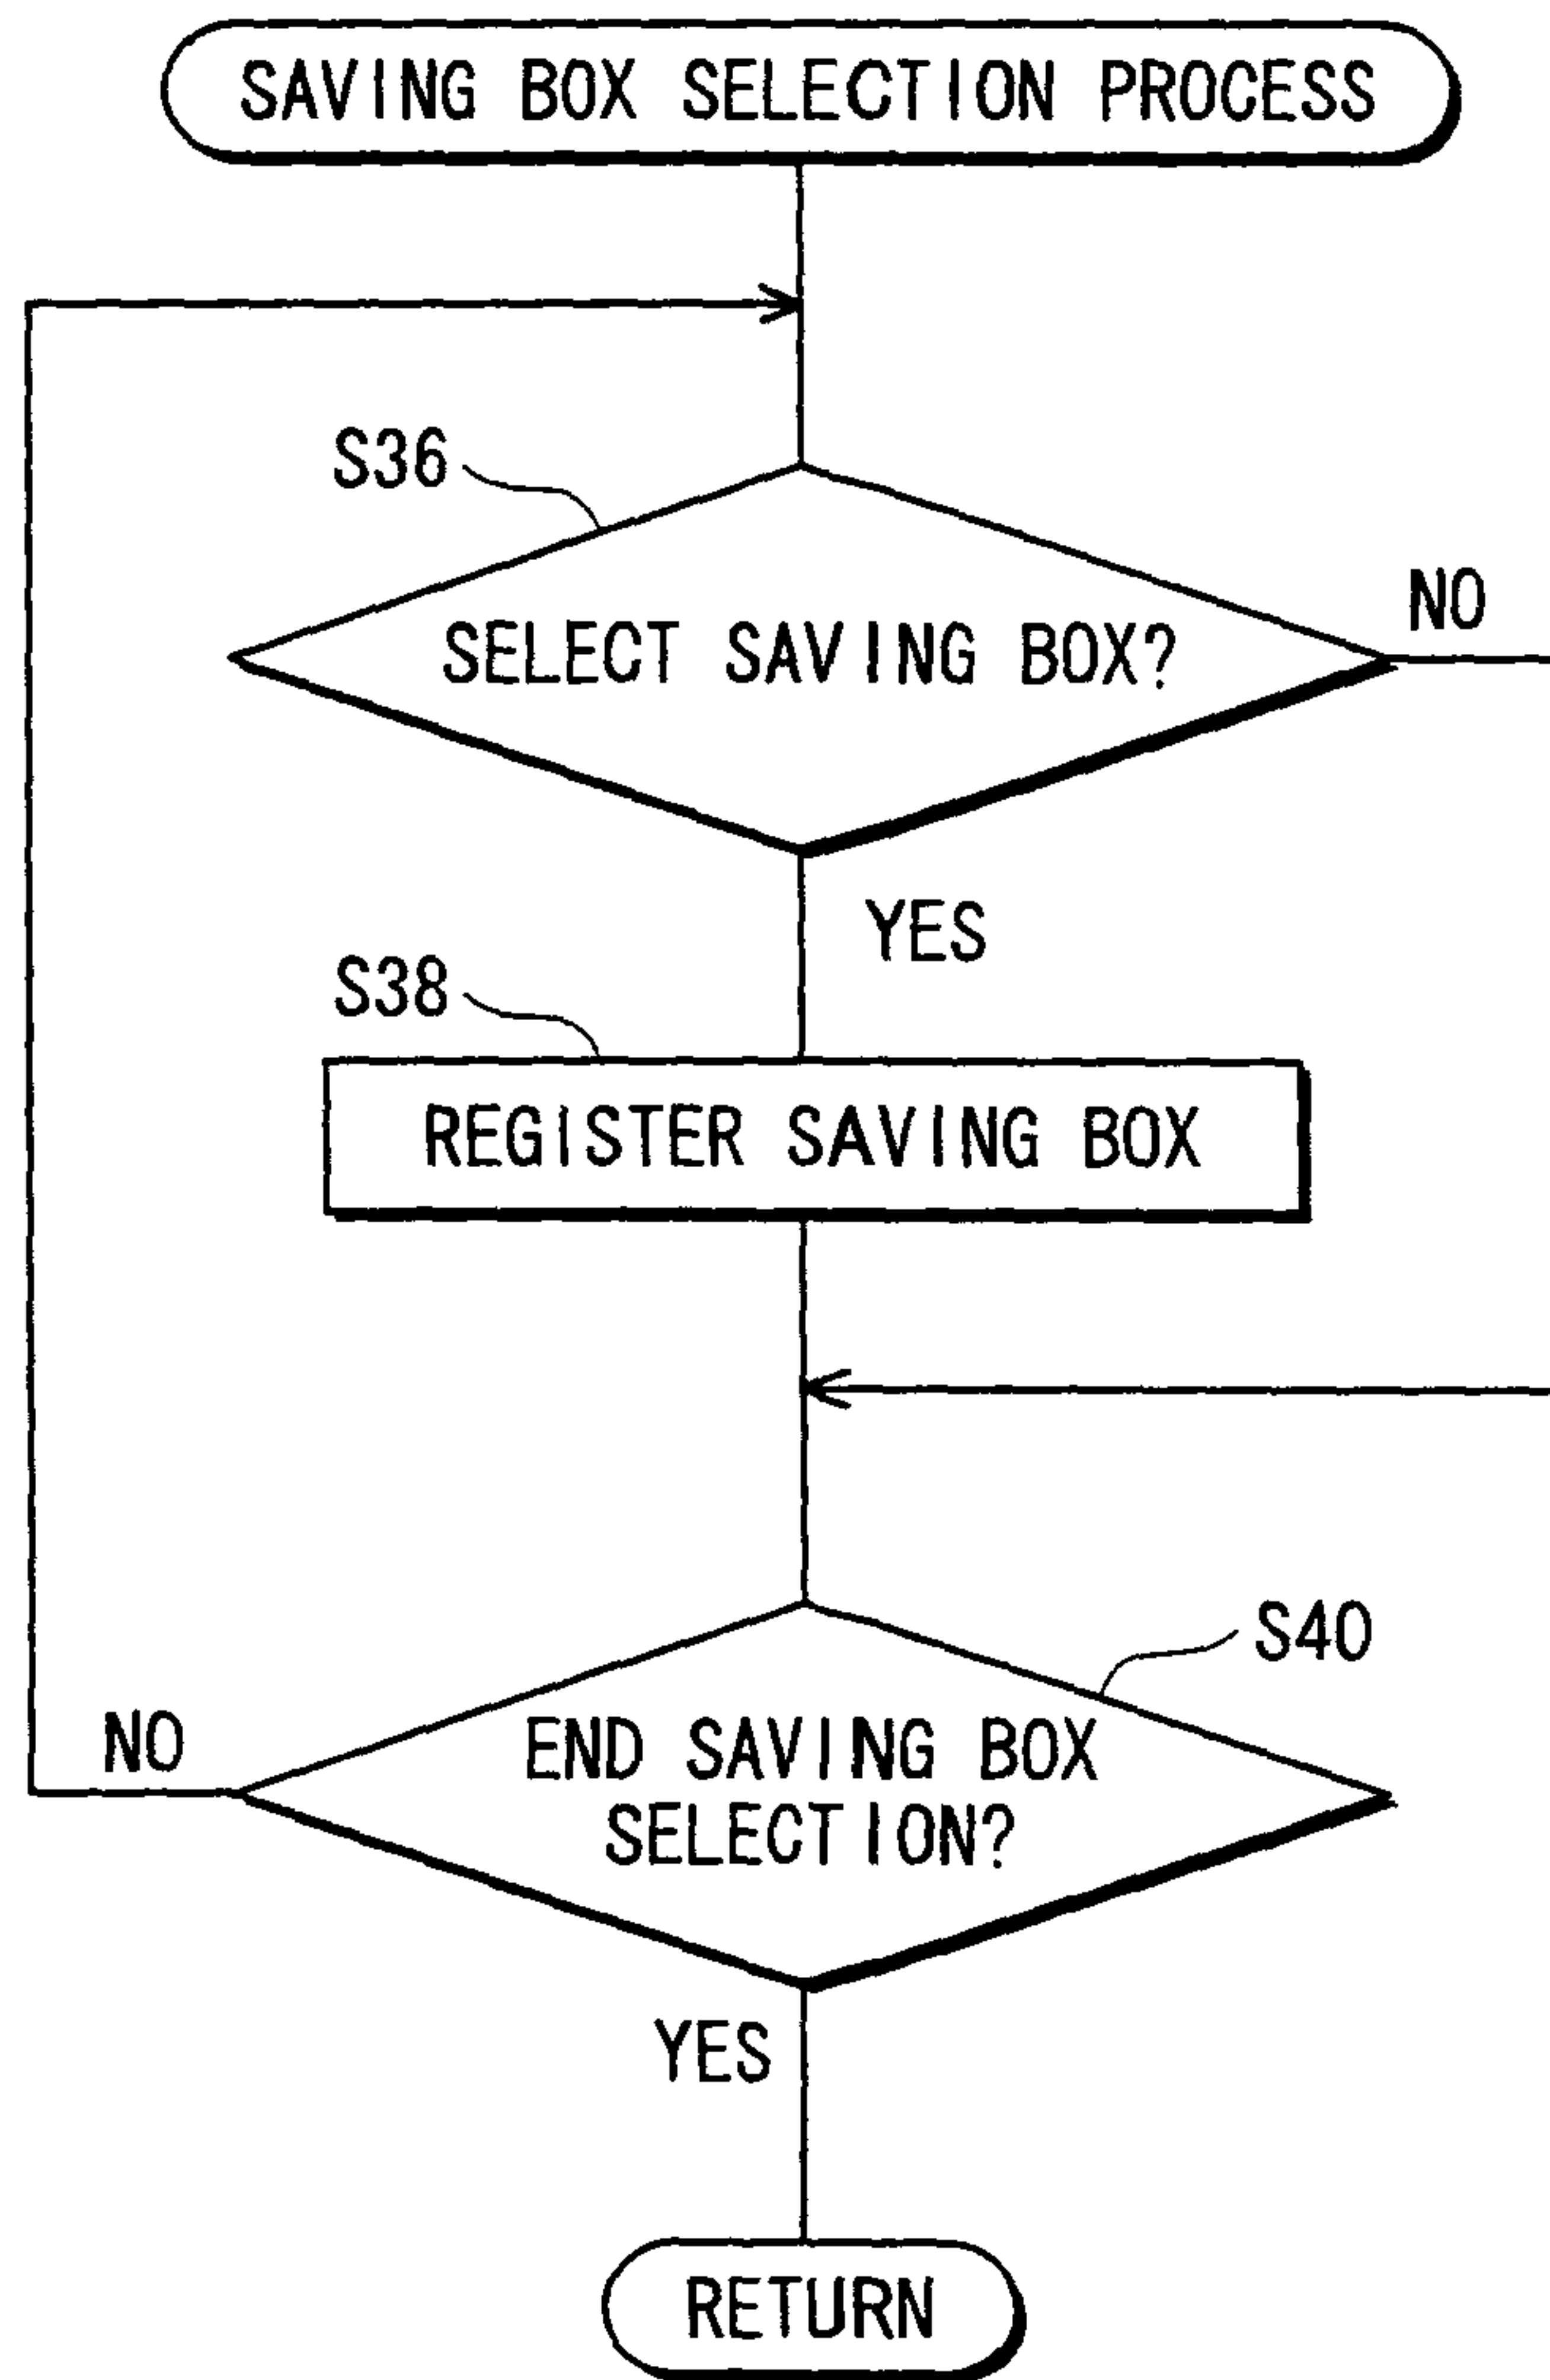 SAVING BOX SELECTION PROCESS
S36
SELECT SAVING BOX?
NO
YES
S38
REGISTER SAVING BOX
S40
END SAVING BOX
SELECTION?
NO
YES
RETURN